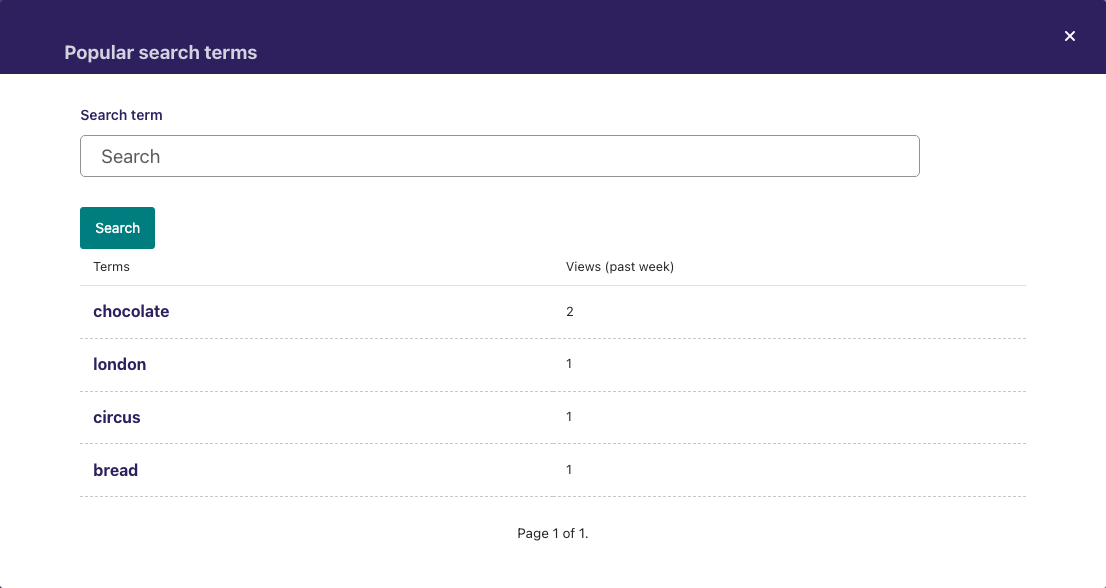 Popular search terms
Search term
Search
Search
Terms Views (past week)
chocolate 2
london 1
circus 1
bread 1
Page 1 of 1.